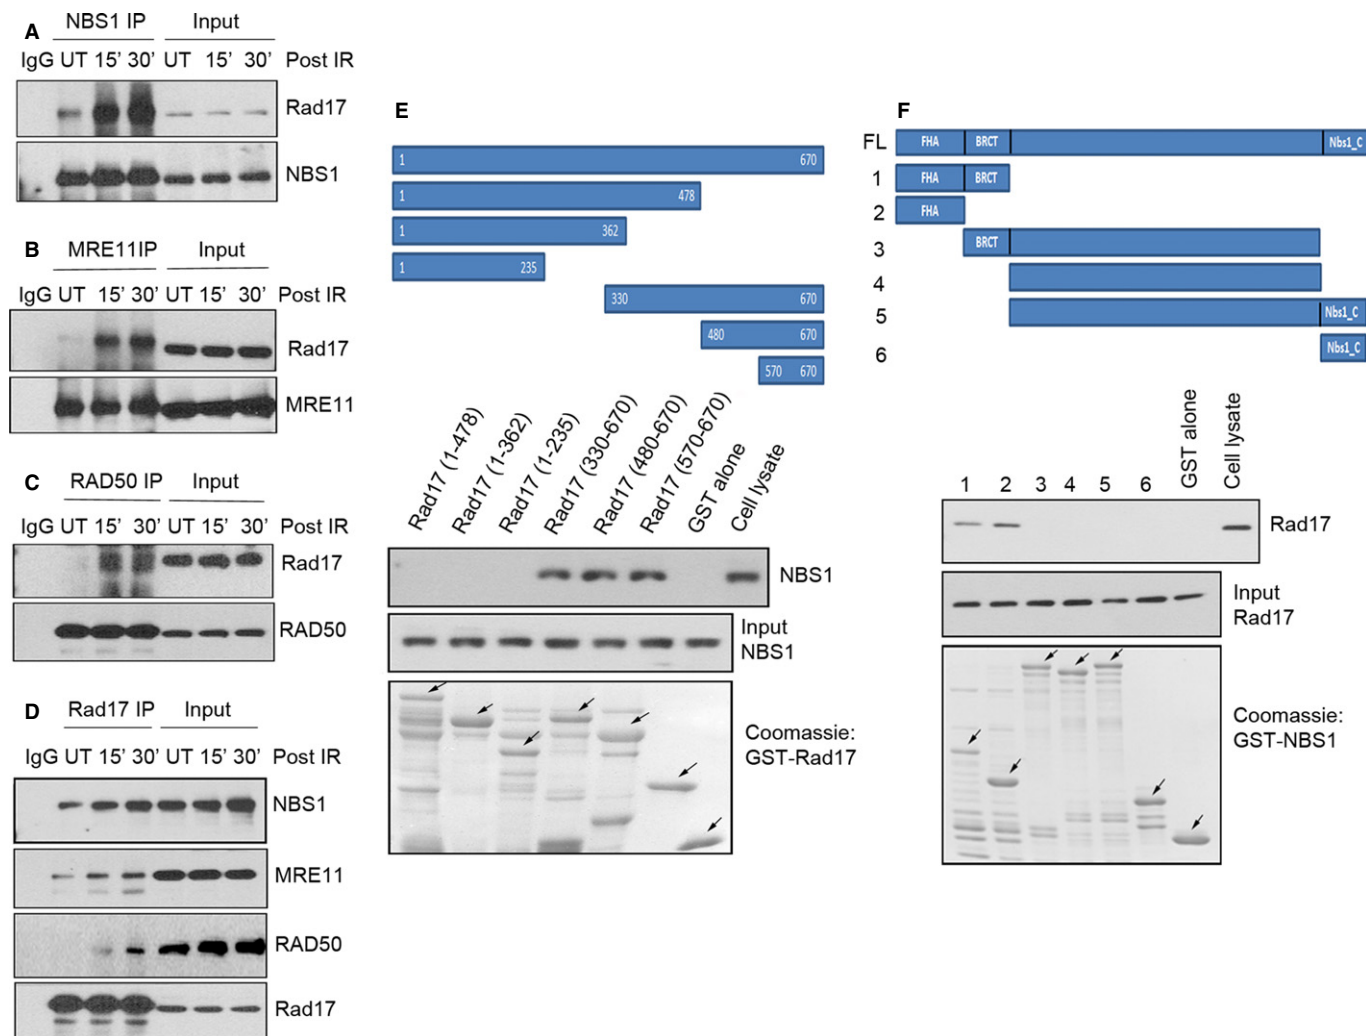 A
NBS1 IP Input
IgG UT 15' 30' UT 15' 30' Post IR
Rad17
NBS1
B
MRE11IP Input
IgG UT 15' 30' UT 15' 30' Post IR
Rad17
MRE11
C
RAD50 IP Input
IgG UT 15' 30' UT 15' 30' Post IR
Rad17
RAD50
D
Rad17 IP Input
IgG UT 15' 30' UT 15' 30' Post IR
NBS1
MRE11
RAD50
Rad17
E
1 670
1 478
1 362
1 235
330 670
480 670
570 670
Rad17 (1-478)
Rad17 (1-362)
Rad17 (1-235)
Rad17 (330-670)
Rad17 (480-670)
Rad17 (570-670)
GST alone
Cell lysate
NBS1
Input
NBS1
Coomassie:
GST-Rad17
F
FL FHA BRCT Nbs1_C
1 FHA BRCT
2 FHA
3 BRCT
4
5 Nbs1_C
6 Nbs1_C
1 2 3 4 5 6 GST alone Cell lysate
Rad17
Input
Rad17
Coomassie:
GST-NBS1